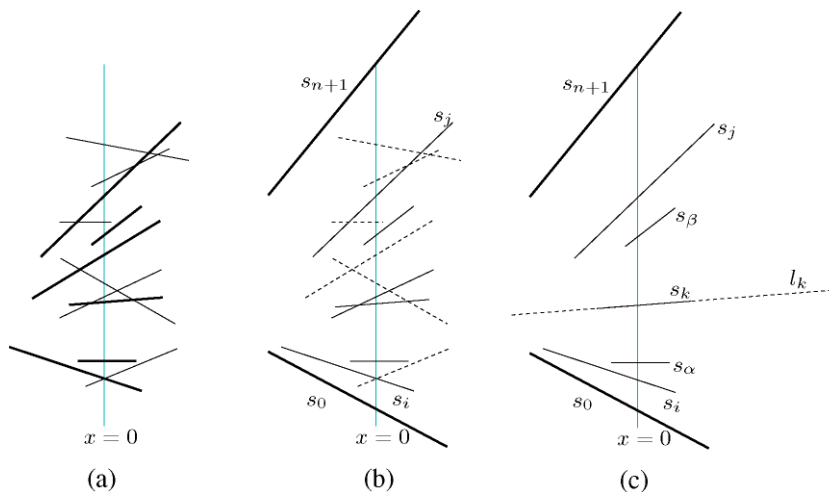 s_{n+1}
s_j
s_0
s_i
x = 0
x = 0
s_{n+1}
s_j
s_β
s_k
l_k
s_α
s_0
s_i
x = 0
(a)
(b)
(c)